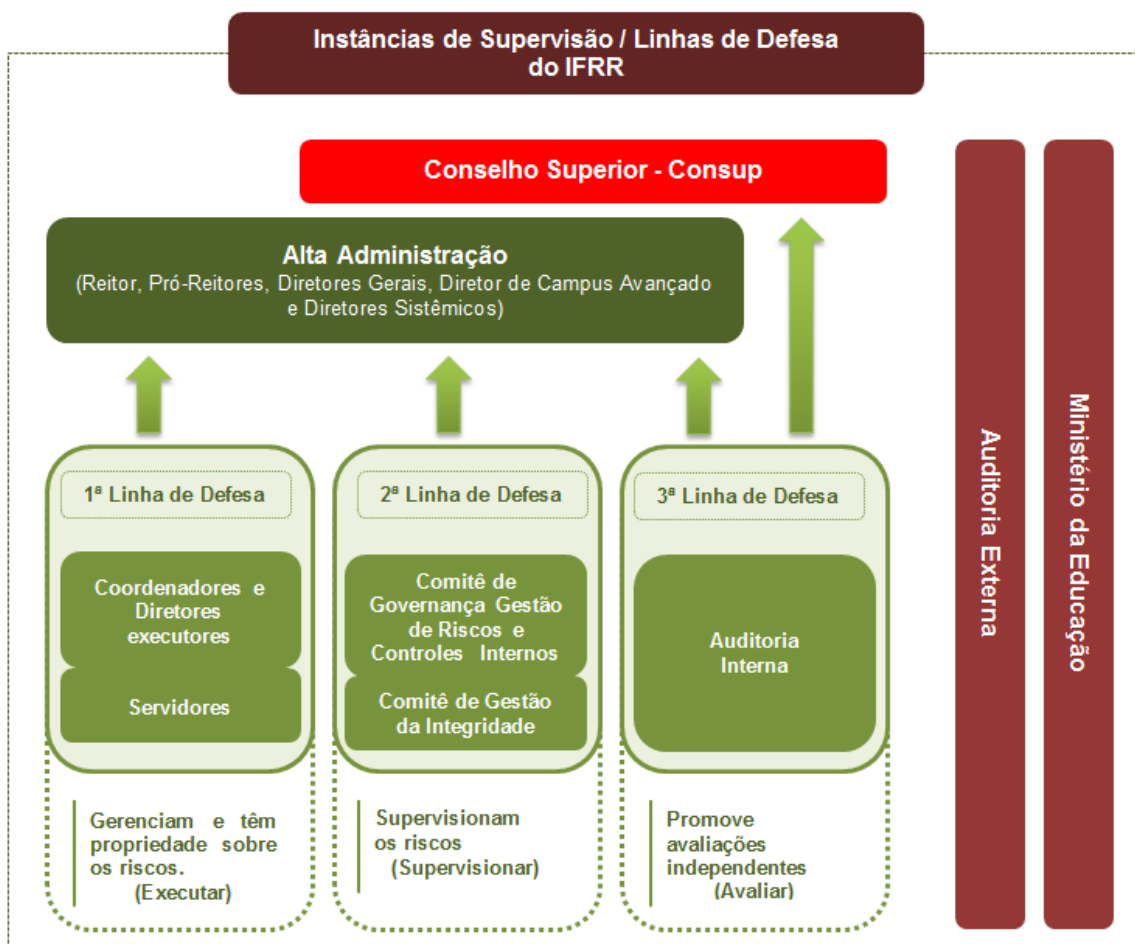 Instâncias de Supervisão / Linhas de Defesa
do IFRR
Conselho Superior - Consup
Alta Administração
(Reitor, Pró-Reitores, Diretores Gerais, Diretor de Campus Avançado
e Diretores Sistêmicos)
1ª Linha de Defesa
Coordenadores e
Diretores
executores
Servidores
Gerenciam e têm
propriedade sobre
os riscos.
(Executar)
2ª Linha de Defesa
Comitê de
Governança Gestão
de Riscos e
Controles Internos
Comitê de Gestão
da Integridade
Supervisionam
os riscos
(Supervisionar)
3ª Linha de Defesa
Auditoria
Interna
Promove
avaliações
independentes
(Avaliar)
Auditoria Externa
Ministério da Educação